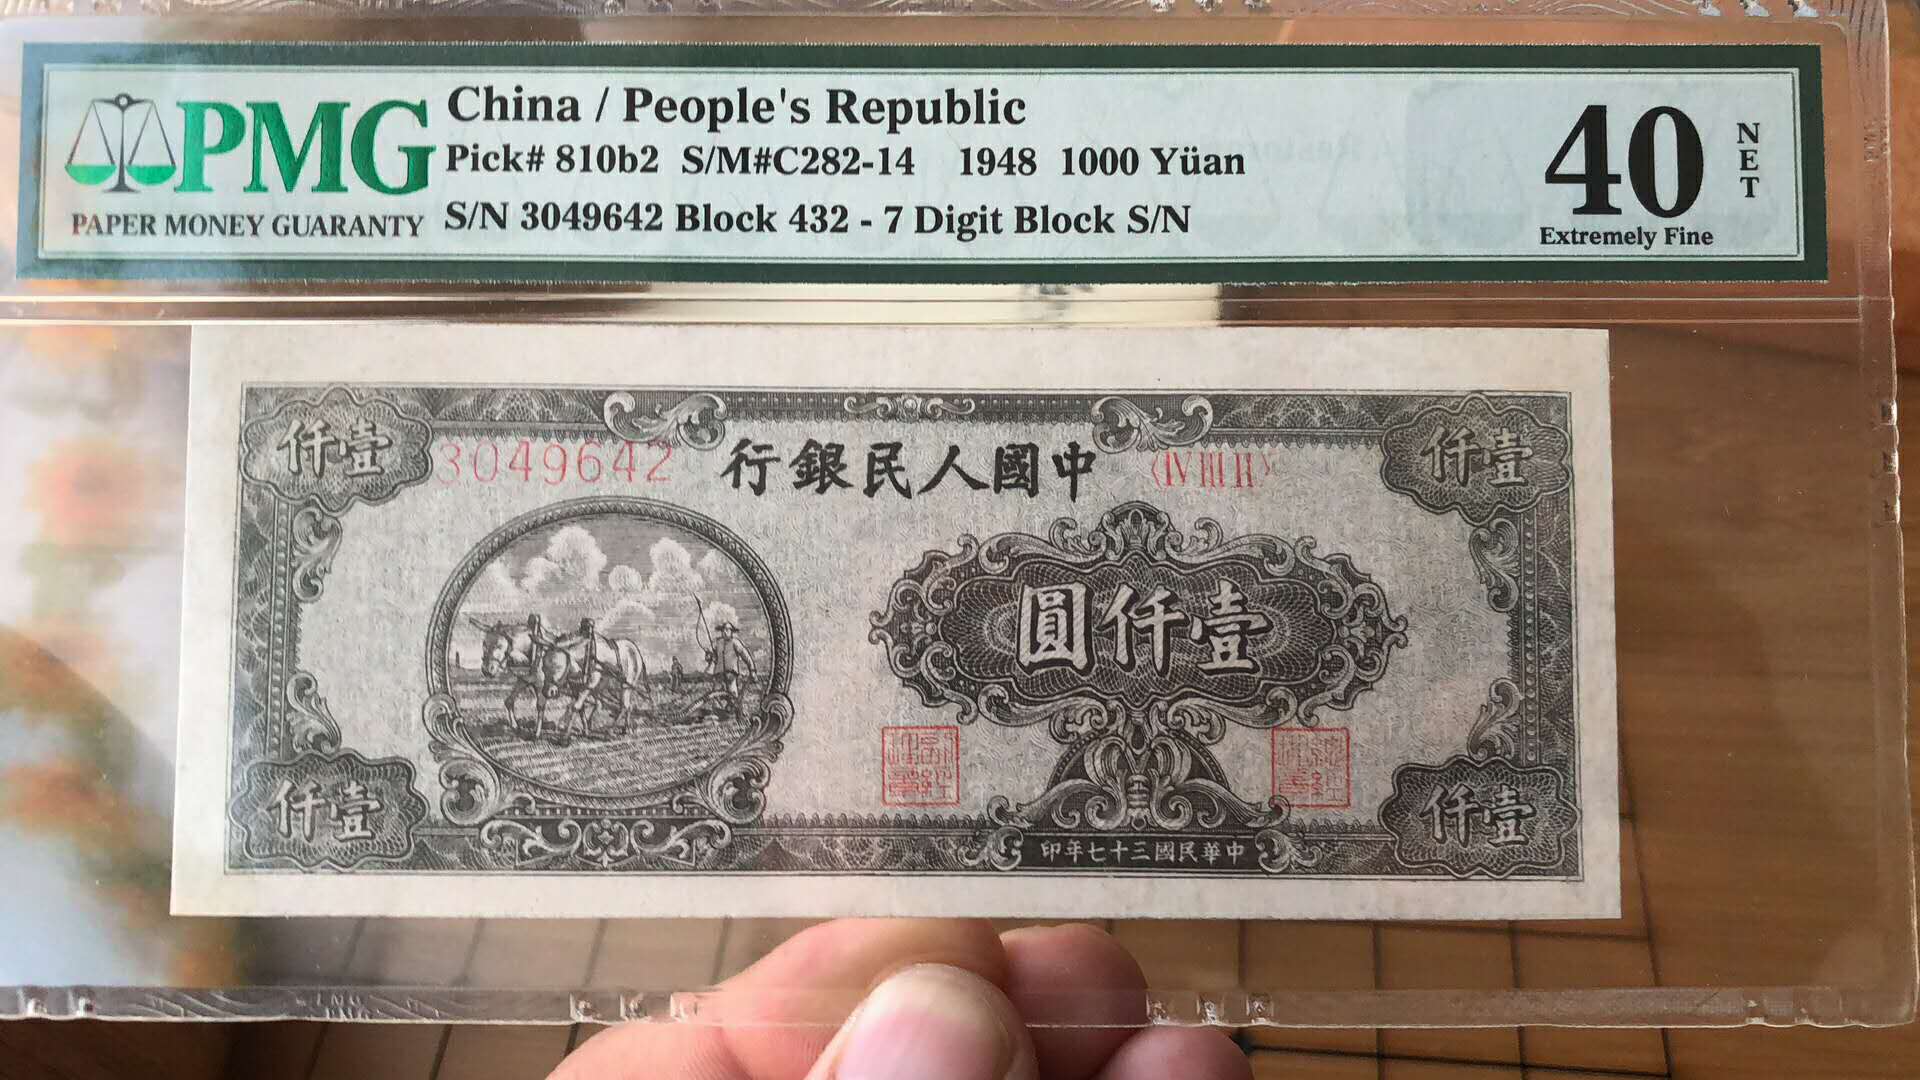 PMG
PAPER MONEY GUARANTY
China / People's Republic
Pick# 810b2 S/M#C282-14 1948 1000 Yüan
S/N 3049642 Block 432 - 7 Digit Block S/N
40
NET
Extremely Fine
仟壹
3049642
行銀民人國中
〈IV III II〉
仟壹
圓仟壹
仟壹
印年七十三國民華中
仟壹